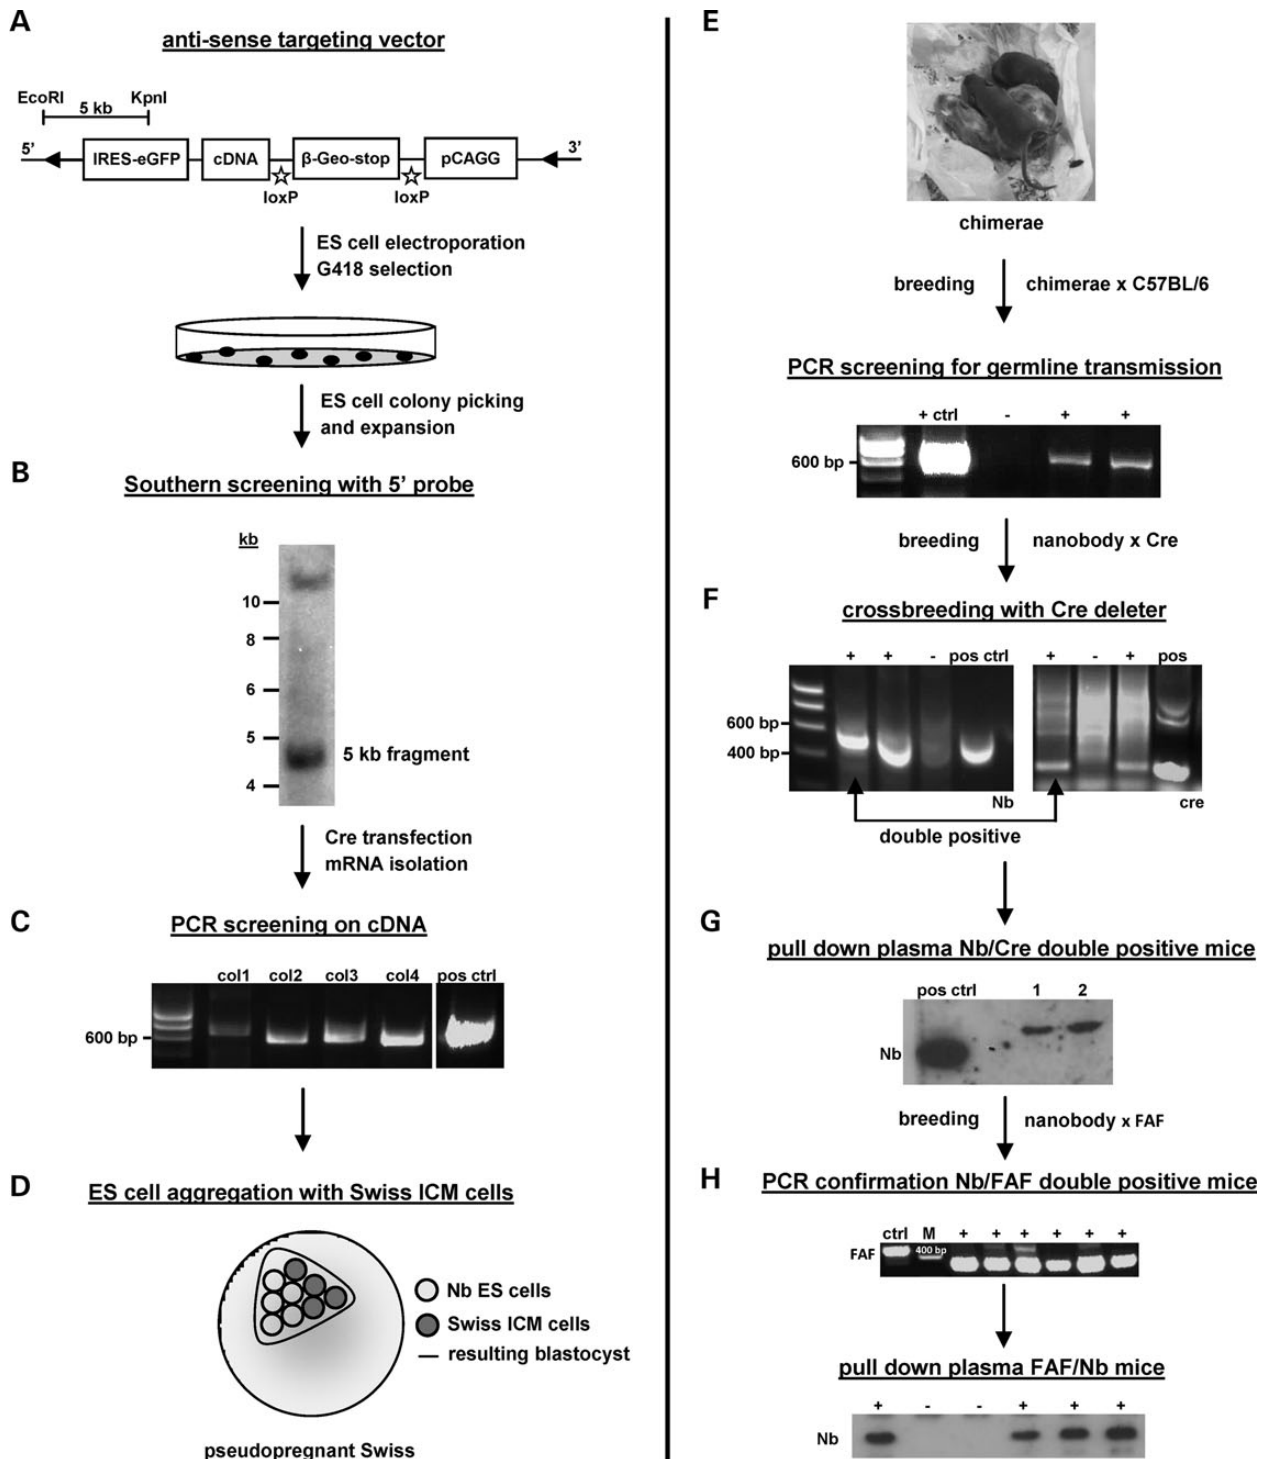 A
anti-sense targeting vector
EcoRI KpnI
5 kb
5' IRES-eGFP cDNA β-Geo-stop pCAGG 3'
loxP loxP
ES cell electroporation
G418 selection
ES cell colony picking
and expansion
B
Southern screening with 5' probe
kb
10
8
6
5
5 kb fragment
4
Cre transfection
mRNA isolation
C
PCR screening on cDNA
col1 col2 col3 col4 pos ctrl
600 bp
D
ES cell aggregation with Swiss ICM cells
Nb ES cells
Swiss ICM cells
resulting blastocyst
pseudopregnant Swiss
E
chimerae
breeding chimerae x C57BL/6
PCR screening for germline transmission
+ ctrl - + +
600 bp
breeding nanobody x Cre
F
crossbreeding with Cre deleter
+ + - pos ctrl + - + pos
600 bp
400 bp
Nb cre
double positive
G
pull down plasma Nb/Cre double positive mice
pos ctrl 1 2
Nb
breeding nanobody x FAF
H
PCR confirmation Nb/FAF double positive mice
ctrl M + + + + + +
FAF 400 bp
pull down plasma FAF/Nb mice
+ - - + + +
Nb